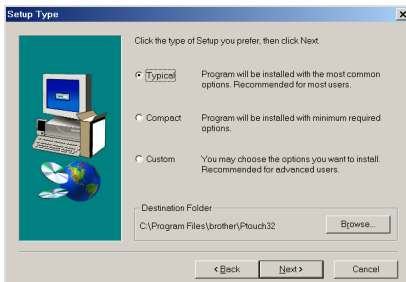 Setup Type
Click the type of Setup you prefer, then click Next.
Typical
Program will be installed with the most common
options. Recommended for most users.
Compact
Program will be installed with minimum required
options.
Custom
You may choose the options you want to install.
Recommended for advanced users.
Destination Folder
C:\Program Files\brother\Ptouch32
Browse...
< Back
Next >
Cancel